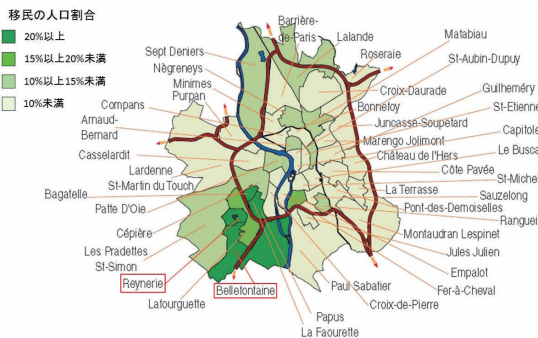 移民の人口割合
20%以上
15%以上20%未満
10%以上15%未満
10%未満
Barrière-
de-Paris
Lalande
Matabiau
Sept Deniers
Roseraie
St-Aubin-Dupuy
Nègreneys
Minimes
Purpan
Croix-Daurade
Guilheméry
Compans
Bonnefoy
St-Etienne
Arnaud-
Bernard
Juncasse-Soupetard
Capitole
Marengo Jolimont
Château de l'Hers
Le Busca
Casselardit
Lardenne
Côte Pavée
St-Michel
St-Martin du Touch
La Terrasse
Sauzelong
Bagatelle
Patte D'Oie
Pont-des-Demoiselles
Rangueil
Cépière
Montaudran Lespinet
Les Pradettes
Jules Julien
St-Simon
Empalot
Reynerie
Bellefontaine
Paul Sabatier
Fer-à-Cheval
Lafourguette
Croix-de-Pierre
Papus
La Faourette